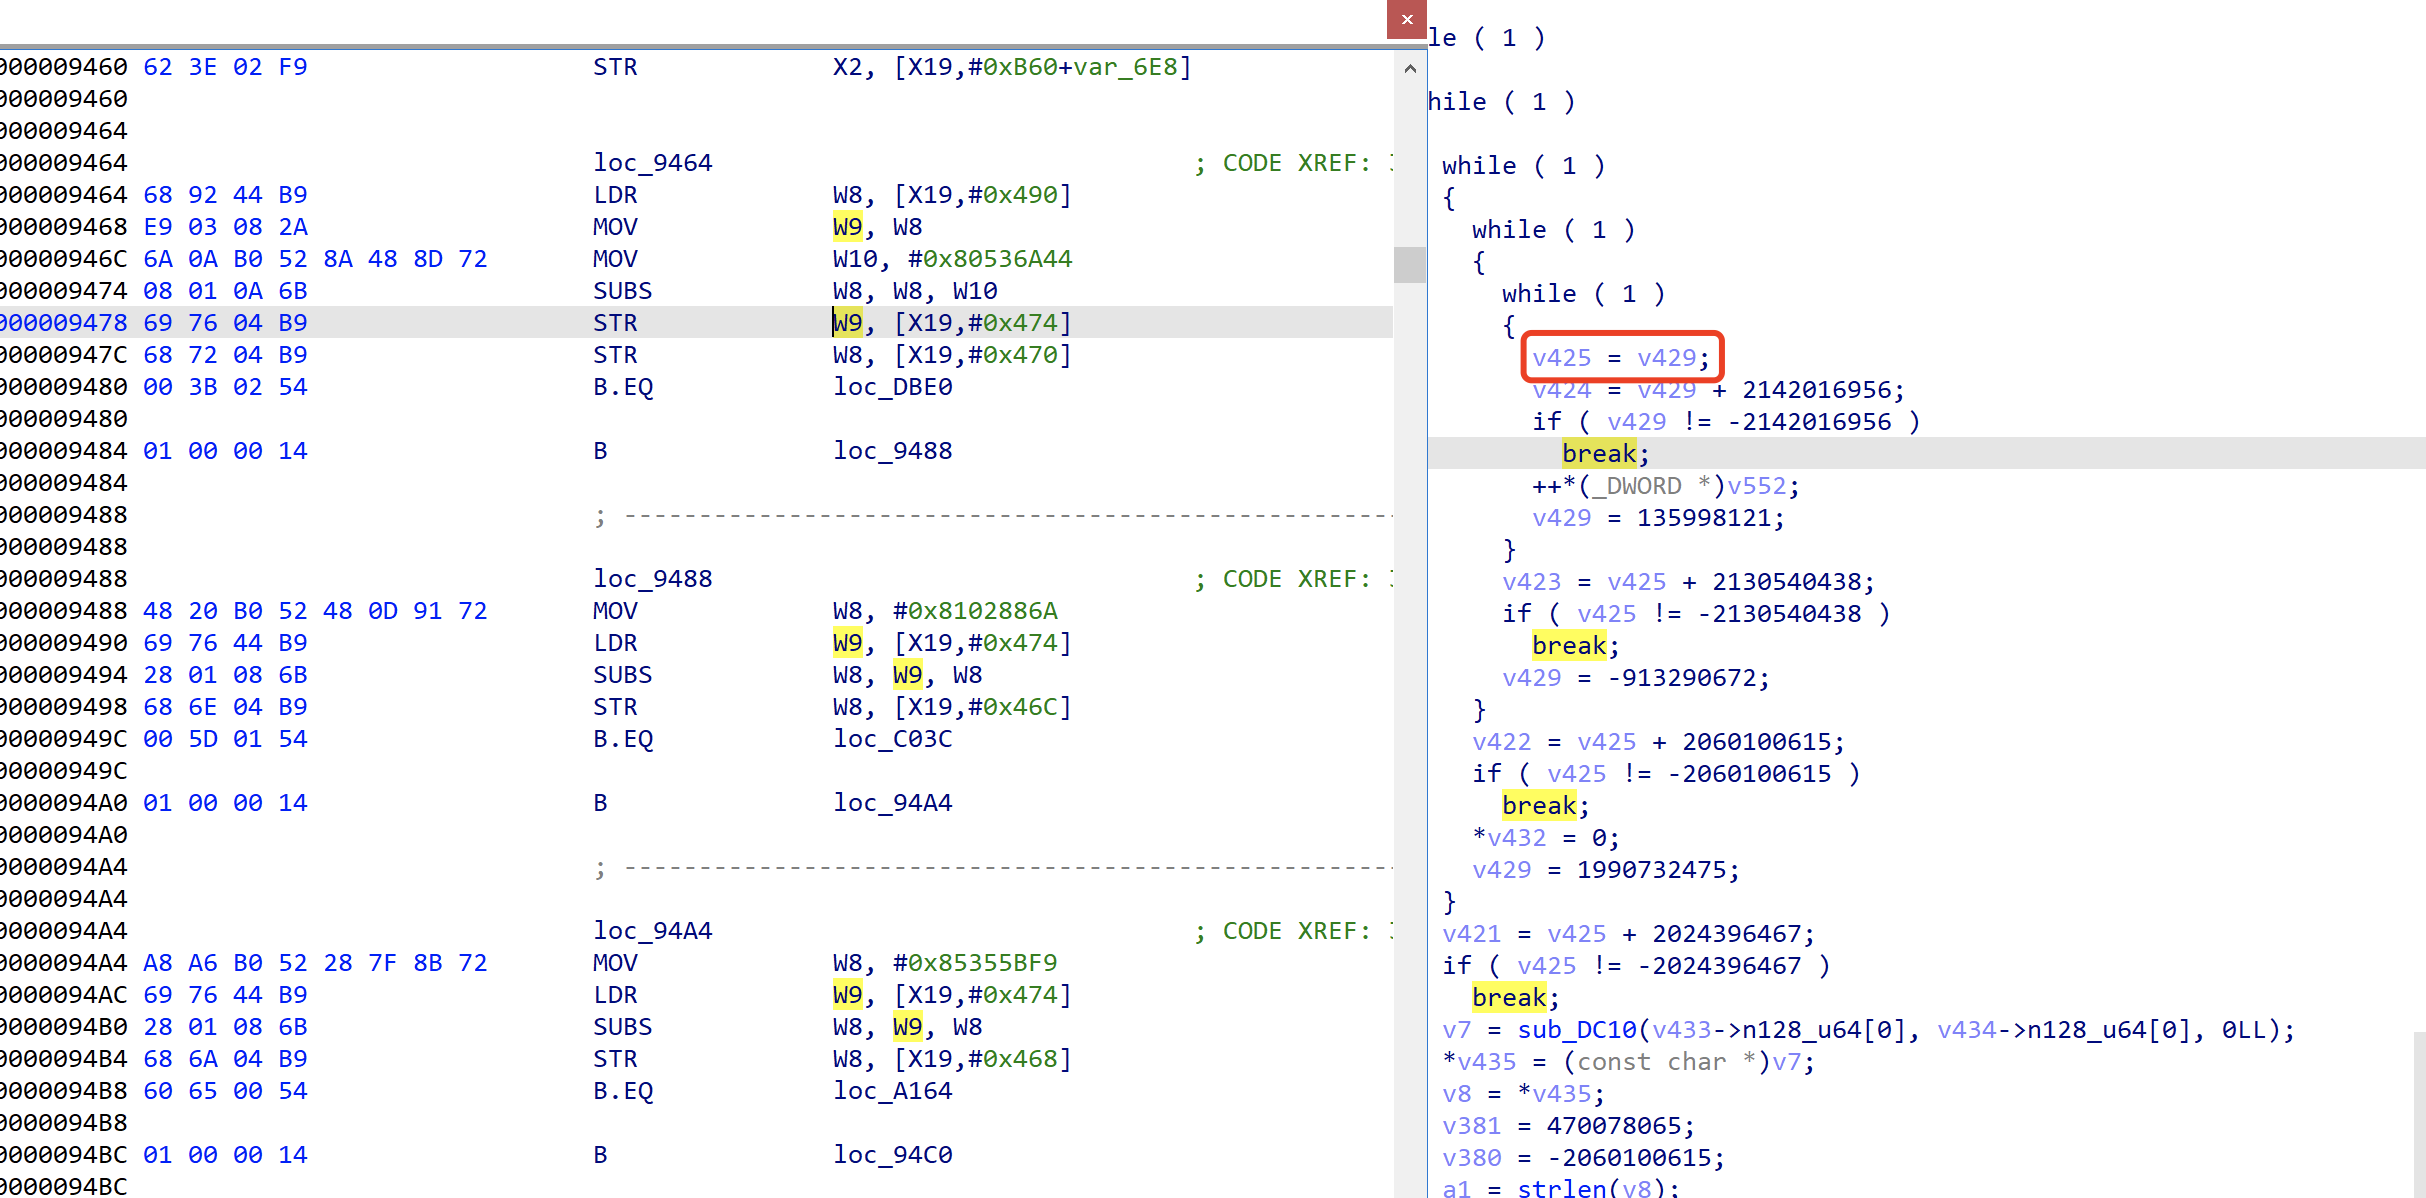 000009460 62 3E 02 F9 STR X2, [X19,#0xB60+var_6E8]
000009460
000009464
000009464 loc_9464 ; CODE XREF:
000009464 68 92 44 B9 LDR W8, [X19,#0x490]
000009468 E9 03 08 2A MOV W9, W8
00000946C 6A 0A B0 52 8A 48 8D 72 MOV W10, #0x80536A44
000009474 08 01 0A 6B SUBS W8, W8, W10
000009478 69 76 04 B9 STR W9, [X19,#0x474]
00000947C 68 72 04 B9 STR W8, [X19,#0x470]
000009480 00 3B 02 54 B.EQ loc_DBE0
000009480
000009484 01 00 00 14 B loc_9488
000009484
000009488 ; ----------------------------------------------------
000009488
000009488 loc_9488 ; CODE XREF:
000009488 48 20 B0 52 48 0D 91 72 MOV W8, #0x8102886A
000009490 69 76 44 B9 LDR W9, [X19,#0x474]
000009494 28 01 08 6B SUBS W8, W9, W8
000009498 68 6E 04 B9 STR W8, [X19,#0x46C]
00000949C 00 5D 01 54 B.EQ loc_C03C
00000949C
0000094A0 01 00 00 14 B loc_94A4
0000094A0
0000094A4 ; ----------------------------------------------------
0000094A4
0000094A4 loc_94A4 ; CODE XREF:
0000094A4 A8 A6 B0 52 28 7F 8B 72 MOV W8, #0x85355BF9
0000094AC 69 76 44 B9 LDR W9, [X19,#0x474]
0000094B0 28 01 08 6B SUBS W8, W9, W8
0000094B4 68 6A 04 B9 STR W8, [X19,#0x468]
0000094B8 60 65 00 54 B.EQ loc_A164
0000094B8
0000094BC 01 00 00 14 B loc_94C0
0000094BC
le ( 1 )
hile ( 1 )
while ( 1 )
{
while ( 1 )
{
while ( 1 )
{
v425 = v429;
v424 = v429 + 2142016956;
if ( v429 != -2142016956 )
break;
++*(_DWORD *)v552;
v429 = 135998121;
}
v423 = v425 + 2130540438;
if ( v425 != -2130540438 )
break;
v429 = -913290672;
}
v422 = v425 + 2060100615;
if ( v425 != -2060100615 )
break;
*v432 = 0;
v429 = 1990732475;
}
v421 = v425 + 2024396467;
if ( v425 != -2024396467 )
break;
v7 = sub_DC10(v433->n128_u64[0], v434->n128_u64[0], 0LL);
*v435 = (const char *)v7;
v8 = *v435;
v381 = 470078065;
v380 = -2060100615;
a1 = strlen(v8);